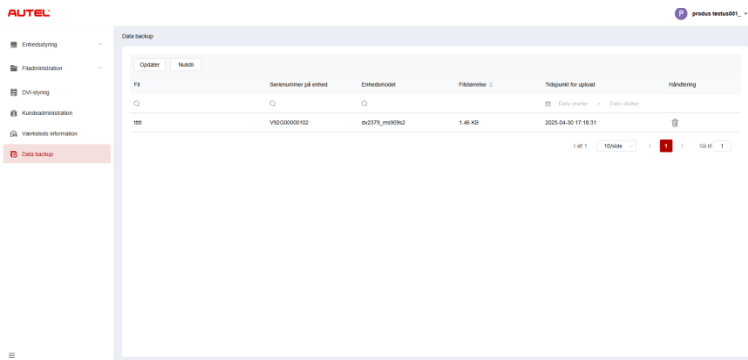 AUTEL
P produs testus001_
Enhedsstyring
Filadministration
DVI-styring
Kundeadministration
Værksteds information
Data backup
Data backup
Opdater Nulstil
Fil Serienummer på enhed Enhedsmodel Filstørrelse Tidspunkt for upload Håndtering
Dato starter Dato slutter
tttt V92G00000102 dv2379_ms909s2 1.46 KB 2025-04-30 17:18:31
I alt 1 10/side 1 Gå til 1